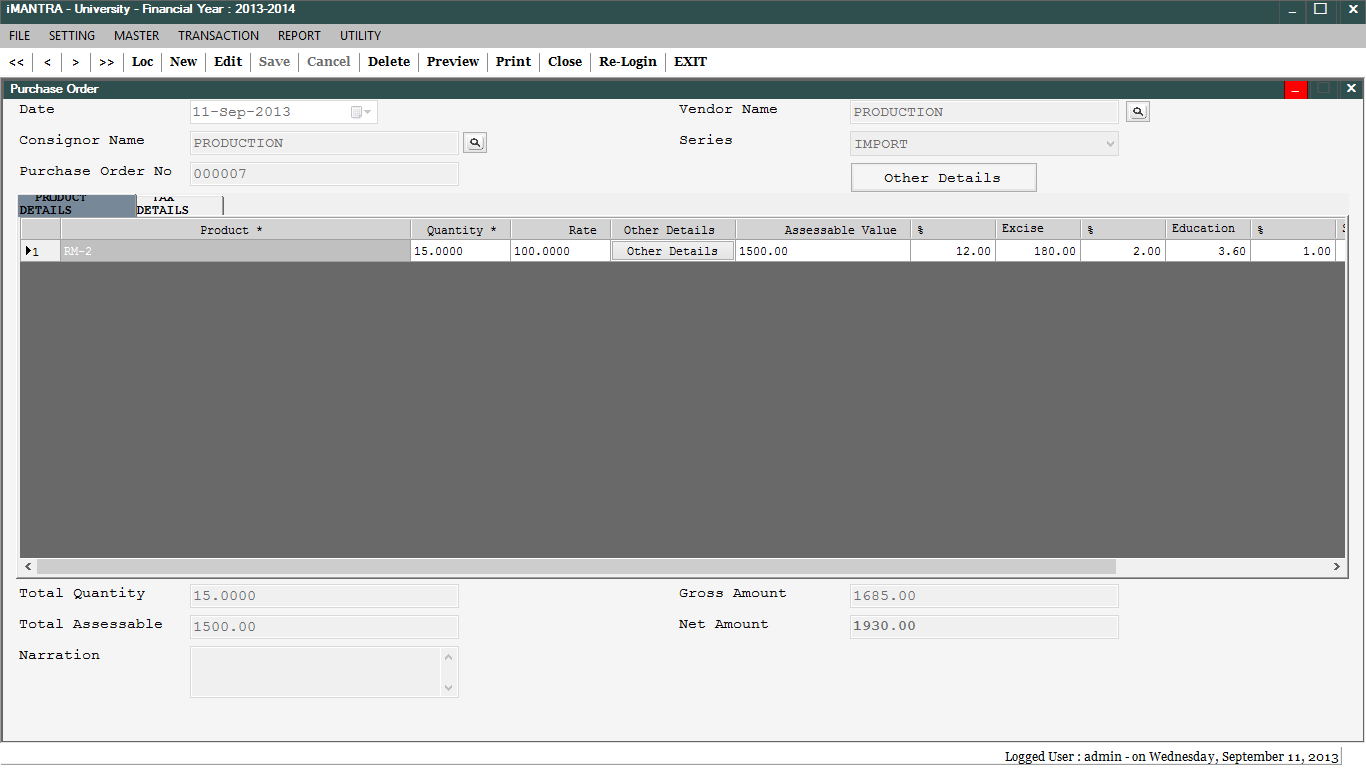 iMANTRA - University - Financial Year : 2013-2014
FILE SETTING MASTER TRANSACTION REPORT UTILITY
<< < > >> Loc New Edit Save Cancel Delete Preview Print Close Re-Login EXIT
Purchase Order
Date 11-Sep-2013 Vendor Name PRODUCTION
Consignor Name PRODUCTION Series IMPORT
Purchase Order No 000007 Other Details
PRODUCT DETAILS TAX DETAILS
Product * Quantity * Rate Other Details Assessable Value % Excise % Education %
1 RM-2 15.0000 100.0000 Other Details 1500.00 12.00 180.00 2.00 3.60 1.00
Total Quantity 15.0000 Gross Amount 1685.00
Total Assessable 1500.00 Net Amount 1930.00
Narration
Logged User : admin - on Wednesday, September 11, 2013